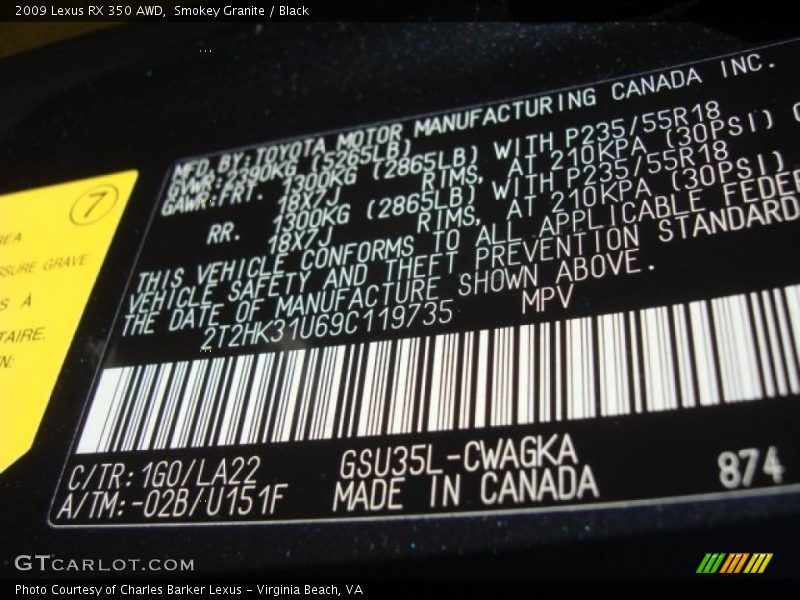 2009 Lexus RX 350 AWD, Smokey Granite / Black
7
SSURE GRAVE
S À
TAIRE.
MFD. BY: TOYOTA MOTOR MANUFACTURING CANADA INC.
GVWR: 2390KG (5265LB)
GAWR: FRT. 1300KG (2865LB) WITH P235/55R18
18X7J RIMS, AT 210KPA (30PSI)
RR. 1300KG (2865LB) WITH P235/55R18
18X7J RIMS, AT 210KPA (30PSI)
THIS VEHICLE CONFORMS TO ALL APPLICABLE FEDER
VEHICLE SAFETY AND THEFT PREVENTION STANDARD
THE DATE OF MANUFACTURE SHOWN ABOVE.
2T2HK31U69C119735 MPV
C/TR: 1G0/LA22 GSU35L-CWAGKA 874
A/TM: -02B/U151F MADE IN CANADA
GTCARLOT.COM
Photo Courtesy of Charles Barker Lexus - Virginia Beach, VA